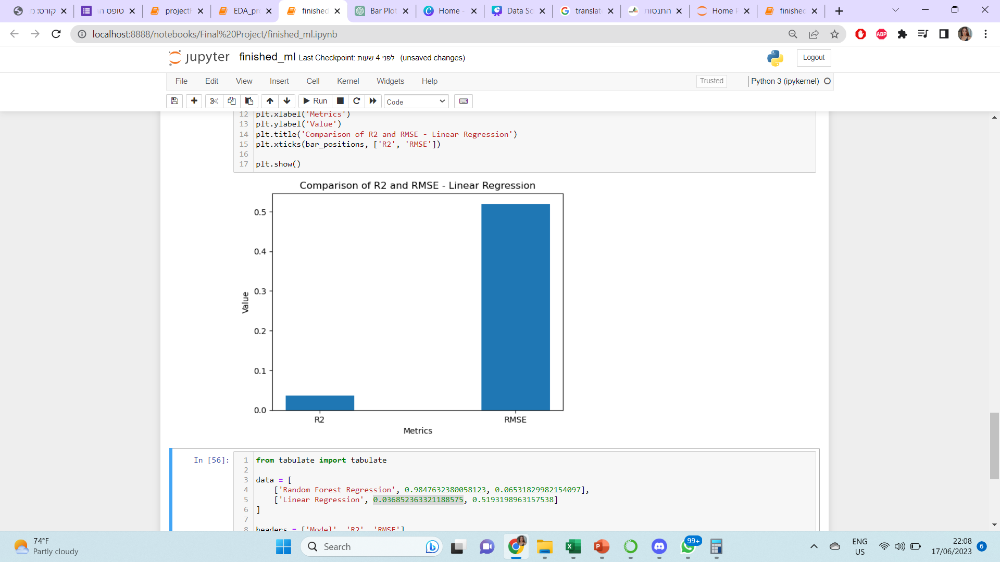 קורס: מ
טופס הו
projectF
EDA_pr
finished
Bar Plot
Home -
Data Sc
translat
התנסות
Home P
finished
localhost:8888/notebooks/Final%20Project/finished_ml.ipynb
ABP
jupyter finished_ml Last Checkpoint: לפני 4 שעות (unsaved changes)
Logout
File Edit View Insert Cell Kernel Widgets Help
Trusted
Python 3 (ipykernel)
Run
Code
12 plt.xlabel('Metrics')
13 plt.ylabel('Value')
14 plt.title('Comparison of R2 and RMSE - Linear Regression')
15 plt.xticks(bar_positions, ['R2', 'RMSE'])
16
17 plt.show()
Comparison of R2 and RMSE - Linear Regression
0.5
0.4
0.3
0.2
0.1
0.0
Value
R2 RMSE
Metrics
In [56]:
1 from tabulate import tabulate
2
3 data = [
4 ['Random Forest Regression', 0.9847632380058123, 0.06531829982154097],
5 ['Linear Regression', 0.036852363321188575, 0.5193198963157538]
6 ]
7
8 headers = ['Model', 'R2', 'RMSE']
74°F
Partly cloudy
Search
99+
ENG
US
22:08
17/06/2023
6